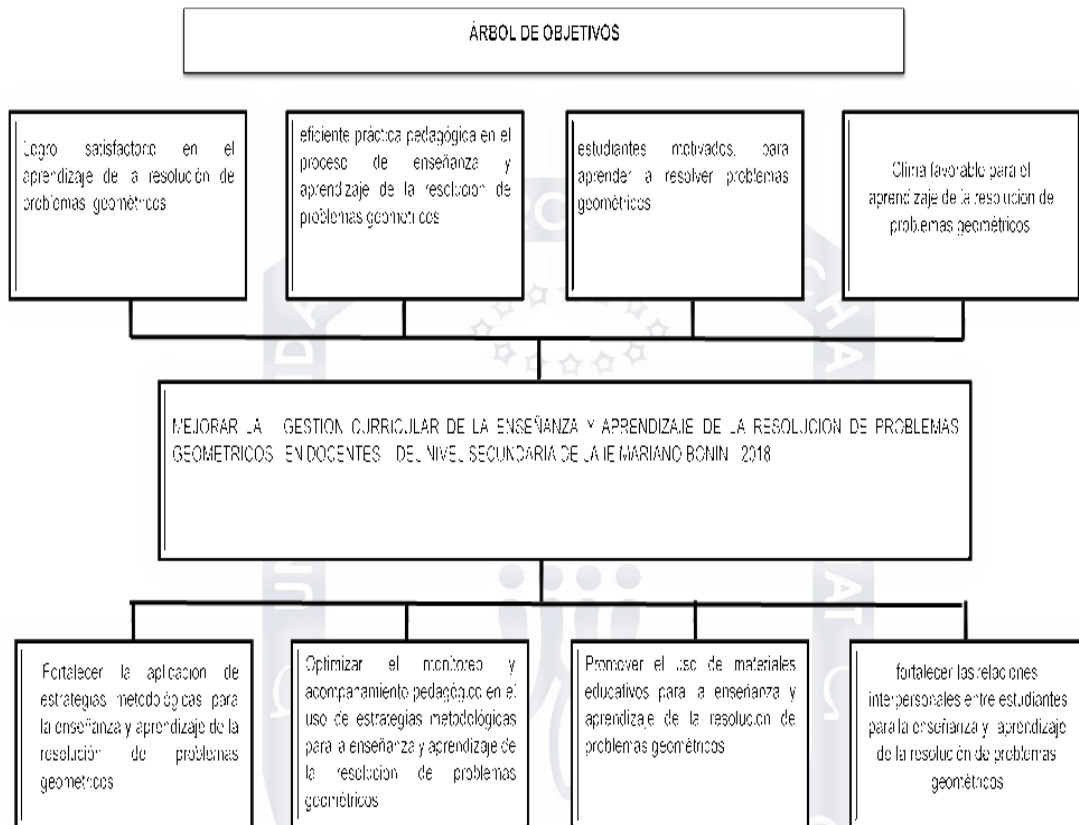 ÁRBOL DE OBJETIVOS
Logro satisfactorio en el
aprendizaje de la resolución de
problemas geométricos
eficiente práctica pedagógica en el
proceso de enseñanza y
aprendizaje de la resolucion de
problemas geometricos
estudiantes motivados, para
aprender a resolver problemas
geométricos
Clima favorable para el
aprendizaje de la resolución de
problemas geométricos
MEJORAR LA GESTION CURRICULAR DE LA ENSEÑANZA Y APRENDIZAJE DE LA RESOLUCION DE PROBLEMAS
GEOMETRICOS EN DOCENTES DEL NIVEL SECUNDARIA DE LA IE MARIANO BONIN 2018
Fortalecer la aplicación de
estrategias metodológicas para
la enseñanza y aprendizaje de la
resolución de problemas
geometricos
Optimizar el monitoreo y
acompañamiento pedagógico en el
uso de estrategias metodológicas
para la enseñanza y aprendizaje de
la resolucion de problemas
geométricos
Promover el uso de materiales
educativos para la enseñanza y
aprendizaje de la resolucion de
problemas geométricos
fortalecer las relaciones
interpersonales entre estudiantes
para la enseñanza y aprendizaje
de la resolución de problemas
geométricos